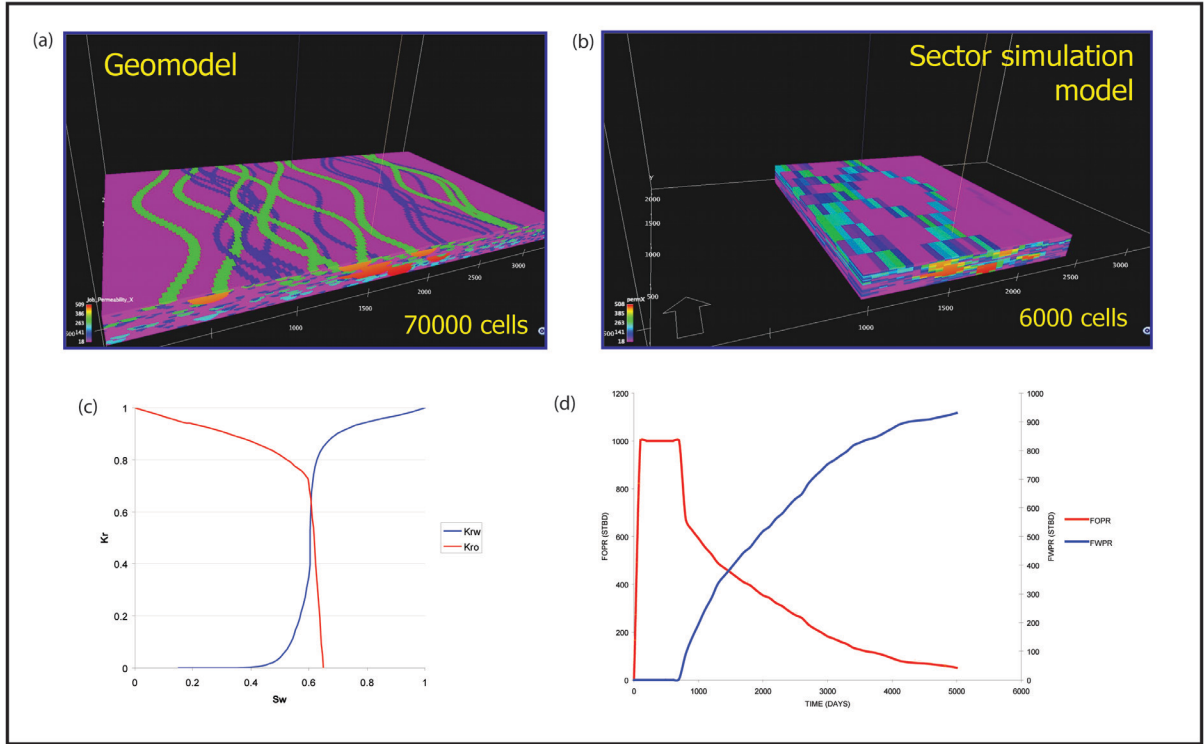 (a)
Geomodel
2000
500
1000
1500
2000
2500
3000
job_Permeability_X
509
386
263
141
18
70000 cells
(b)
Sector simulation
model
2000
1500
1000
500
1000
1500
2000
2500
3000
permX
508
385
263
141
18
6000 cells
(c)
1
0.8
0.6
0.4
0.2
0
0 0.2 0.4 0.6 0.8 1
Kr
Sw
Krw
Kro
(d)
1200
1000
800
600
400
200
0
FOPR (STBD)
0 1000 2000 3000 4000 5000 6000
TIME (DAYS)
1000
900
800
700
600
500
400
300
200
100
0
FWPR (STBD)
FOPR
FWPR